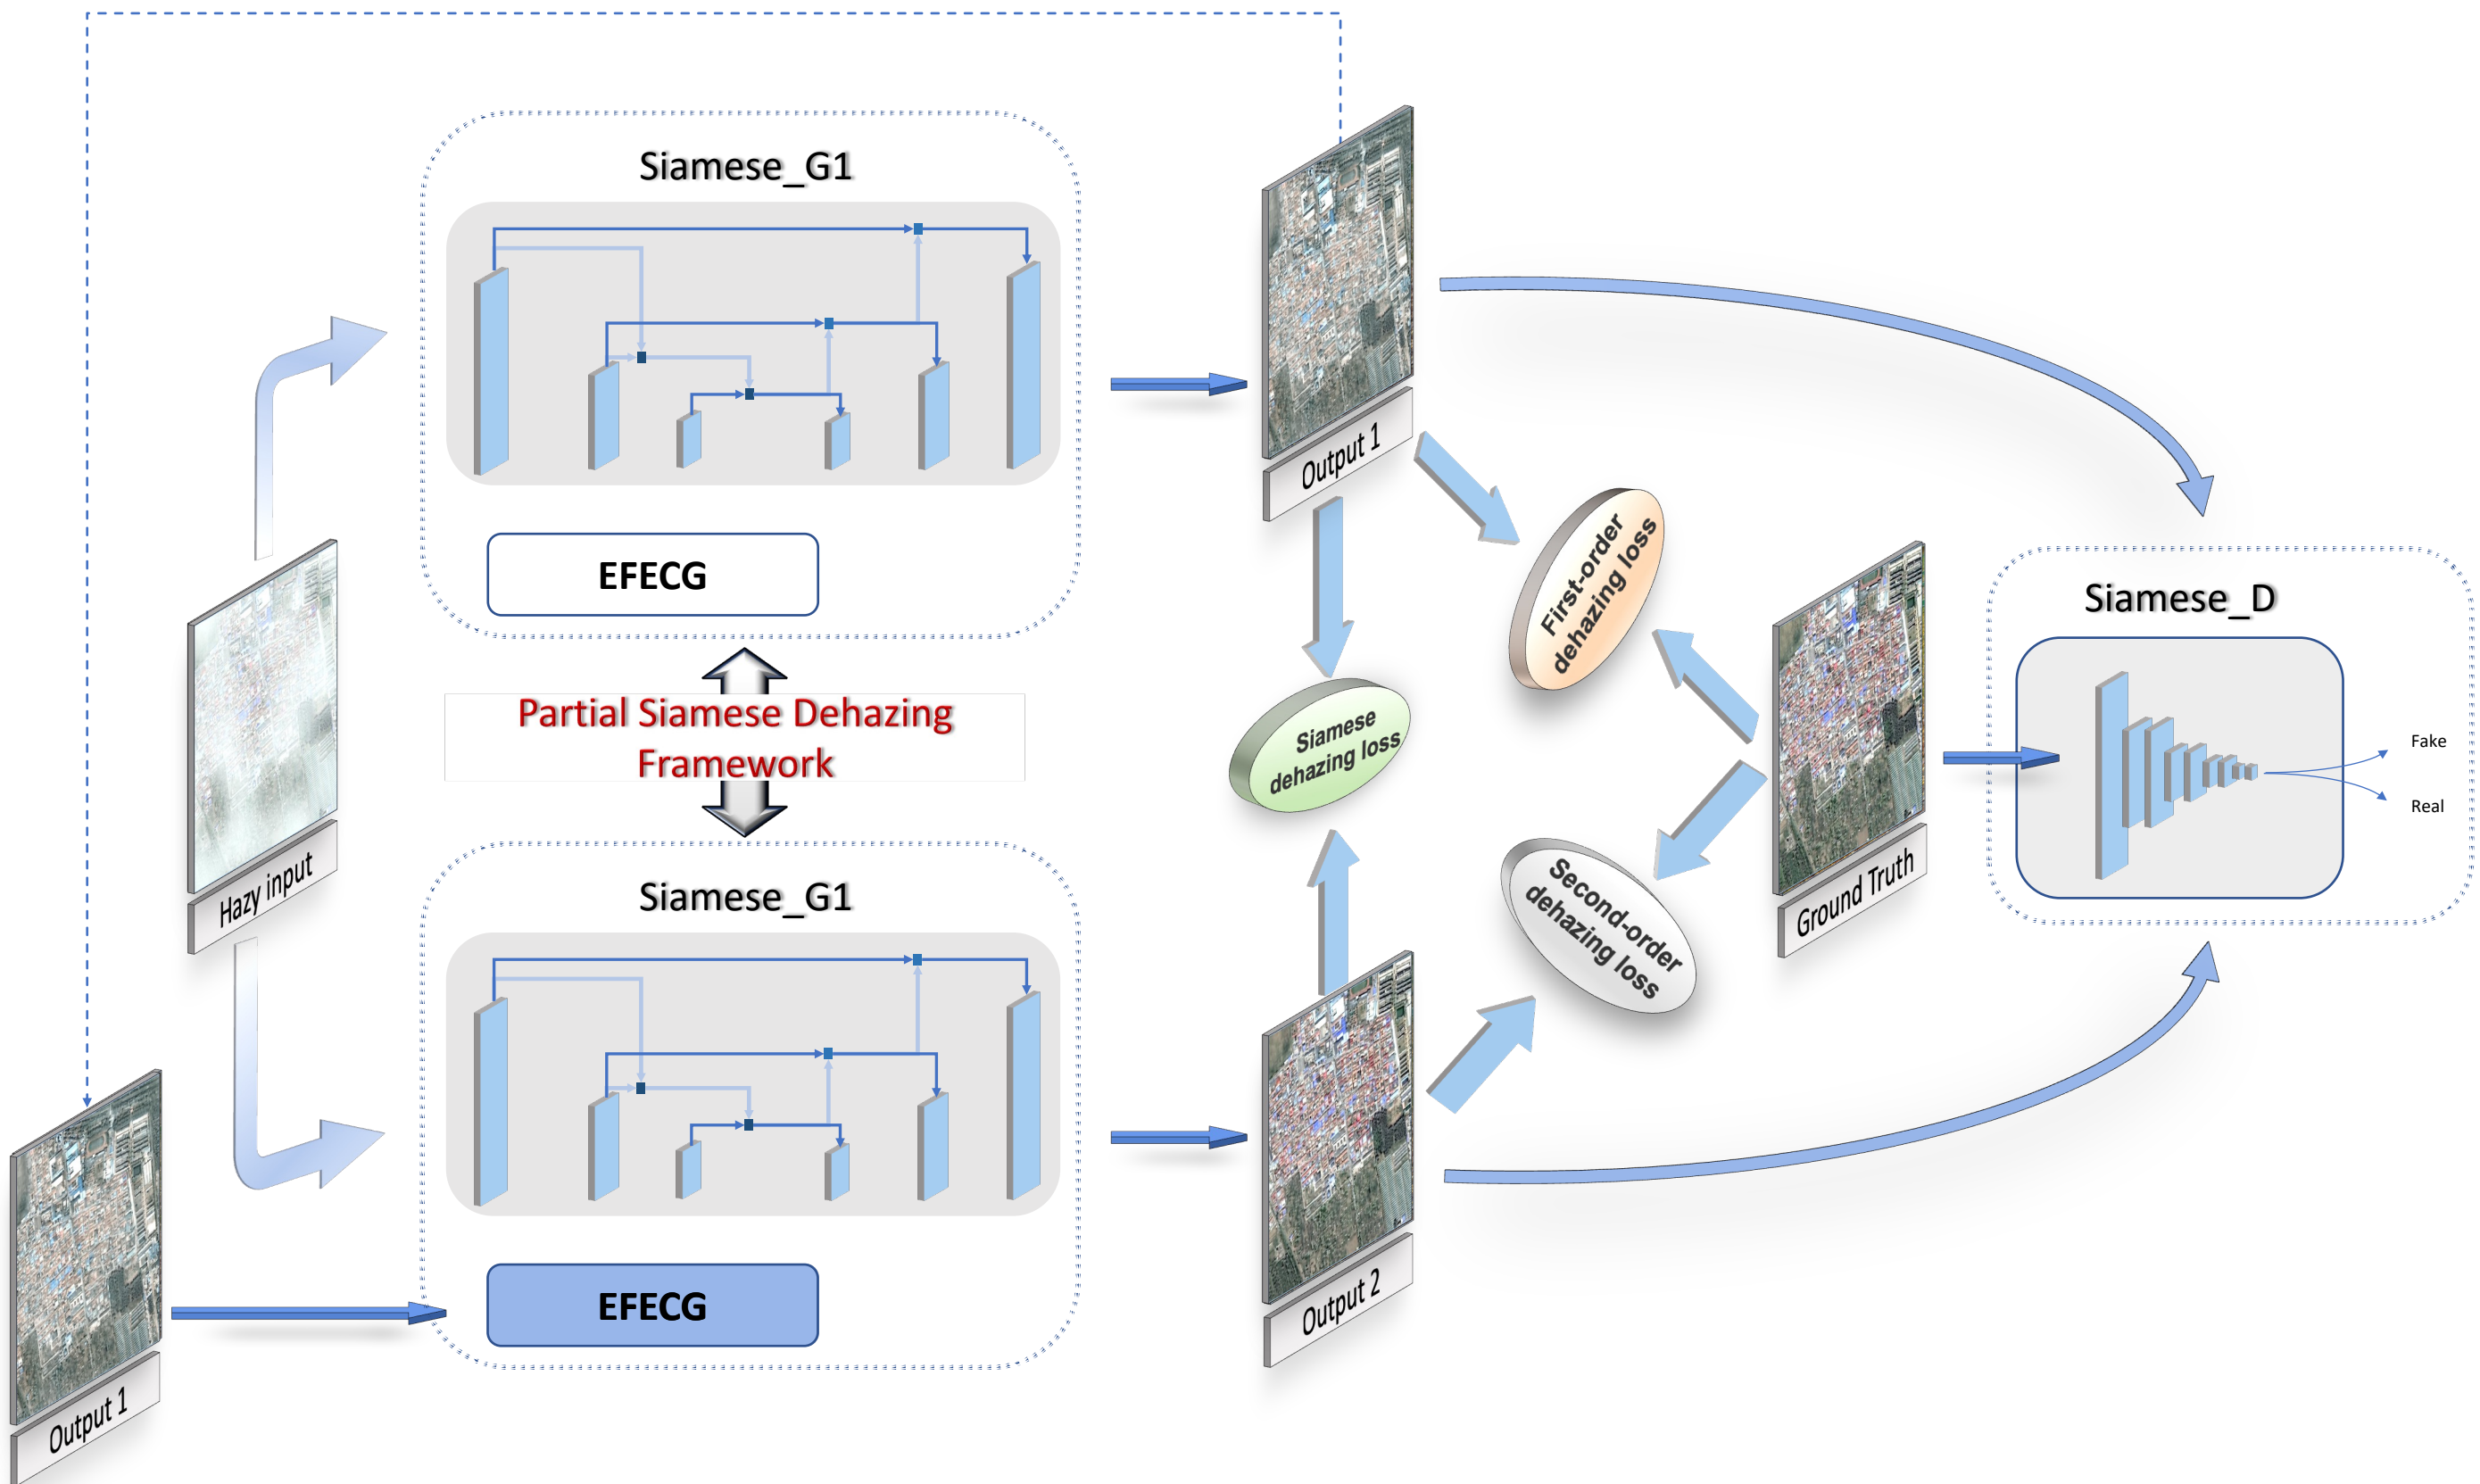 Siamese_G1
EFECG
Partial Siamese Dehazing
Framework
Siamese_G1
EFECG
Hazy input
Output 1
Output 1
First-order
dehazing loss
Siamese
dehazing loss
Second-order
dehazing loss
Output 2
Ground Truth
Siamese_D
Fake
Real